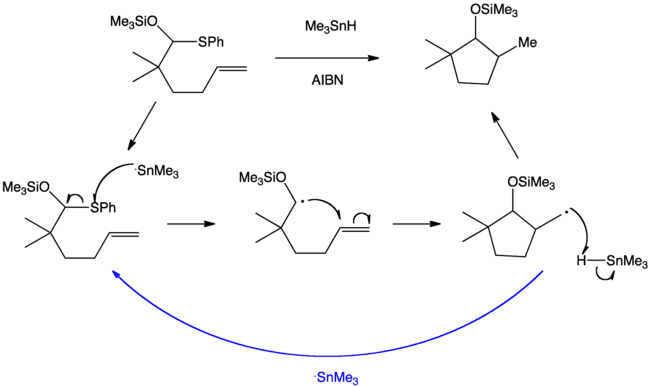 Me₃SiO
SPh
Me₃SnH
AIBN
OSiMe₃
Me
Me₃SiO
SPh
·SnMe₃
Me₃SiO
·
OSiMe₃
·
H—SnMe₃
·SnMe₃